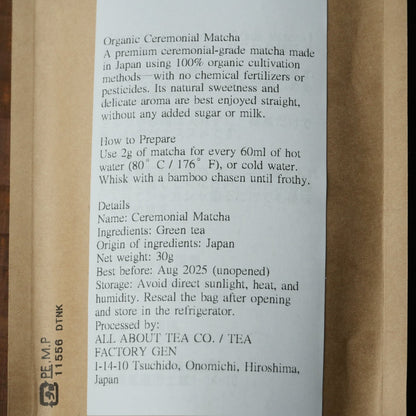 Organic Ceremonial Matcha
A premium ceremonial-grade matcha made
in Japan using 100% organic cultivation
methods—with no chemical fertilizers or
pesticides. Its natural sweetness and
delicate aroma are best enjoyed straight,
without any added sugar or milk.
How to Prepare
Use 2g of matcha for every 60ml of hot
water (80° C / 176° F), or cold water.
Whisk with a bamboo chasen until frothy.
Details
Name: Ceremonial Matcha
Ingredients: Green tea
Origin of ingredients: Japan
Net weight: 30g
Best before: Aug 2025 (unopened)
Storage: Avoid direct sunlight, heat, and
humidity. Reseal the bag after opening
and store in the refrigerator.
Processed by:
ALL ABOUT TEA CO. / TEA
FACTORY GEN
1-14-10 Tsuchido, Onomichi, Hiroshima,
Japan
PE,M,P
11556 DTNK